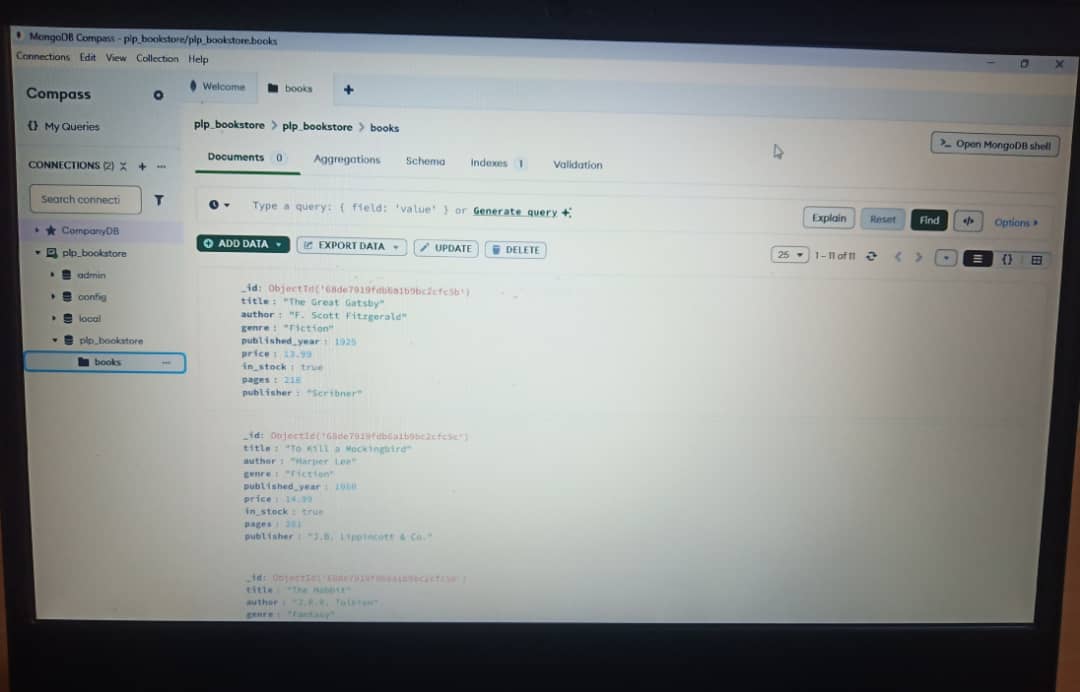 MongoDB Compass - plp_bookstore/plp_bookstore.books
Connections Edit View Collection Help
Compass
Welcome
books
{} My Queries
plp_bookstore > plp_bookstore > books
>_ Open MongoDB shell
CONNECTIONS (2)
Documents 0
Aggregations
Schema
Indexes 1
Validation
Search connecti
Type a query: { field: 'value' } or Generate query
Explain
Reset
Find
</>
Options
CompanyDB
plp_bookstore
admin
config
local
plp_bookstore
books
ADD DATA
EXPORT DATA
UPDATE
DELETE
25
1-11 of 11
{}
_id: ObjectId('68de7919fdb6a1b9bc2cfc5b')
title : "The Great Gatsby"
author : "F. Scott Fitzgerald"
genre : "Fiction"
published_year : 1925
price : 13.99
in_stock : true
pages : 218
publisher : "Scribner"
_id: ObjectId('68de7919fdb6a1b9bc2cfc5c')
title : "To Kill a Mockingbird"
author : "Harper Lee"
genre : "Fiction"
published_year : 1960
price : 14.99
in_stock : true
pages : 281
publisher : "J.B. Lippincott & Co."
_id:
title : "The Hobbit"
author : "J.R.R. Tolkien"
genre : "Fantasy"